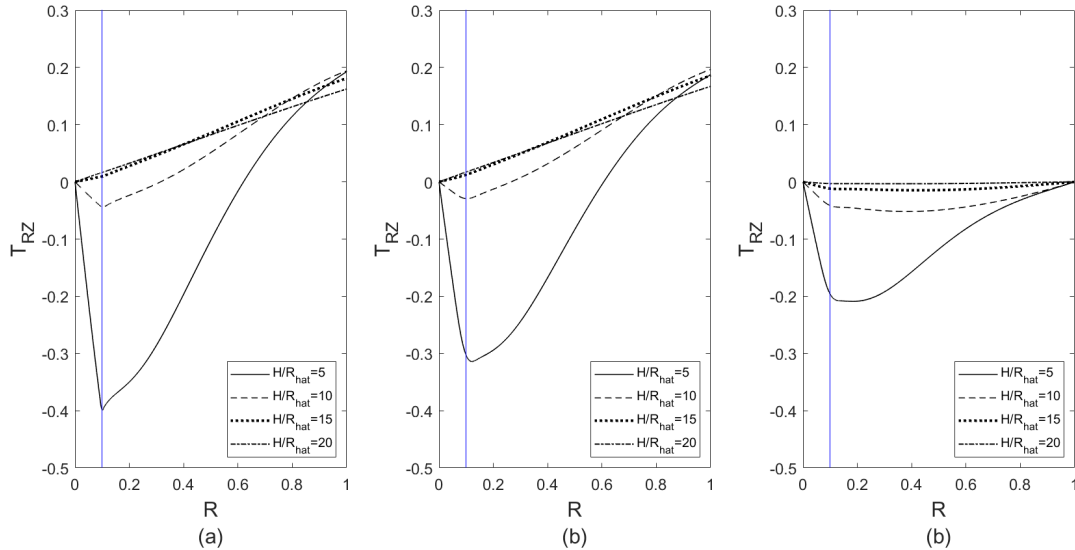 0.3
0.2
0.1
0
-0.1
-0.2
-0.3
-0.4
-0.5
T_RZ
0 0.2 0.4 0.6 0.8 1
R
(a)
H/R_hat=5
H/R_hat=10
H/R_hat=15
H/R_hat=20
0.3
0.2
0.1
0
-0.1
-0.2
-0.3
-0.4
-0.5
T_RZ
0 0.2 0.4 0.6 0.8 1
R
(b)
H/R_hat=5
H/R_hat=10
H/R_hat=15
H/R_hat=20
0.3
0.2
0.1
0
-0.1
-0.2
-0.3
-0.4
-0.5
T_RZ
0 0.2 0.4 0.6 0.8 1
R
(b)
H/R_hat=5
H/R_hat=10
H/R_hat=15
H/R_hat=20